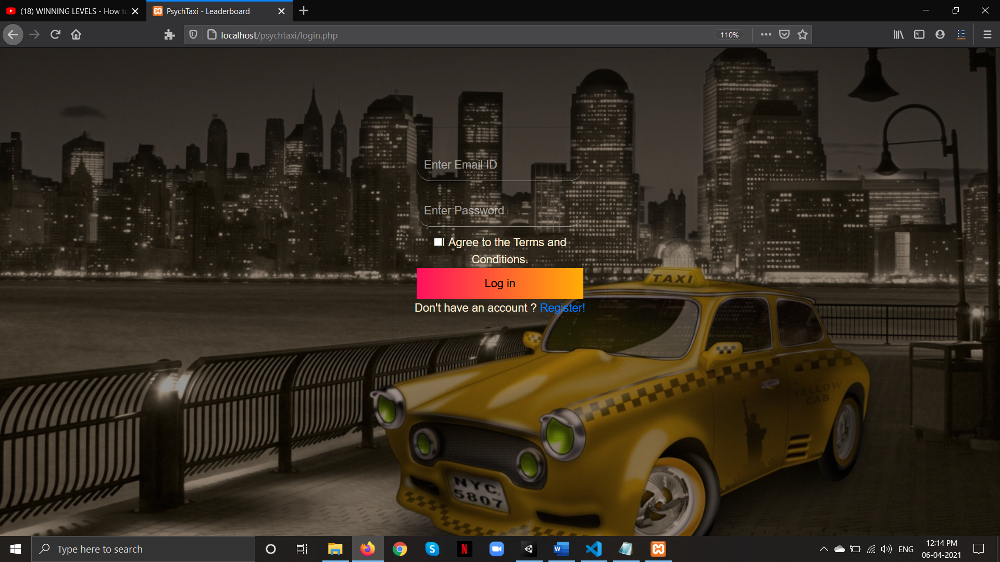 (18) WINNING LEVELS - How to
PsychTaxi - Leaderboard
localhost/psychtaxi/login.php
110%
Enter Email ID
Enter Password
I Agree to the Terms and
Conditions.
Log in
Don't have an account ? Register!
TAXI
YELLOW
CAB
NYC
5807
Type here to search
ENG
12:14 PM
06-04-2021